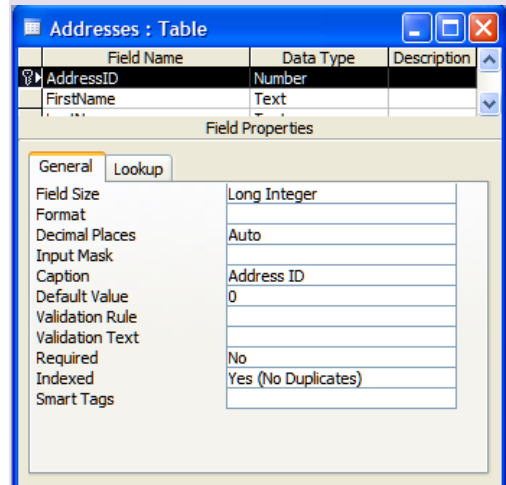 Addresses : Table
Field Name Data Type Description
AddressID Number
FirstName Text
Field Properties
General Lookup
Field Size Long Integer
Format
Decimal Places Auto
Input Mask
Caption Address ID
Default Value 0
Validation Rule
Validation Text
Required No
Indexed Yes (No Duplicates)
Smart Tags